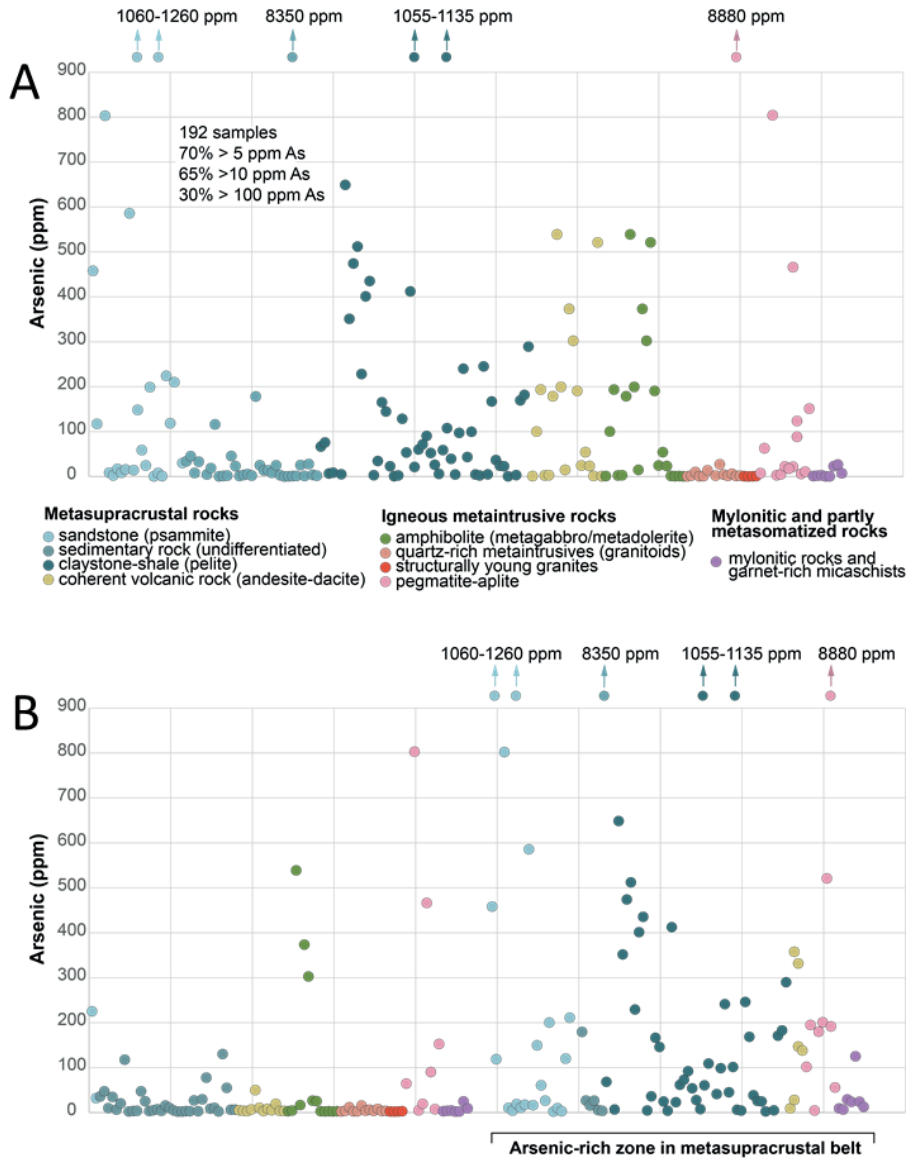 1060-1260 ppm 8350 ppm 1055-1135 ppm 8880 ppm
A
900
800
700
600
500
400
300
200
100
0
Arsenic (ppm)
192 samples
70% > 5 ppm As
65% >10 ppm As
30% > 100 ppm As
Metasupracrustal rocks
sandstone (psammite)
sedimentary rock (undifferentiated)
claystone-shale (pelite)
coherent volcanic rock (andesite-dacite)
Igneous metaintrusive rocks
amphibolite (metagabbro/metadolerite)
quartz-rich metaintrusives (granitoids)
structurally young granites
pegmatite-aplite
Mylonitic and partly
metasomatized rocks
mylonitic rocks and
garnet-rich micaschists
1060-1260 ppm 8350 ppm 1055-1135 ppm 8880 ppm
B
900
800
700
600
500
400
300
200
100
0
Arsenic (ppm)
Arsenic-rich zone in metasupracrustal belt